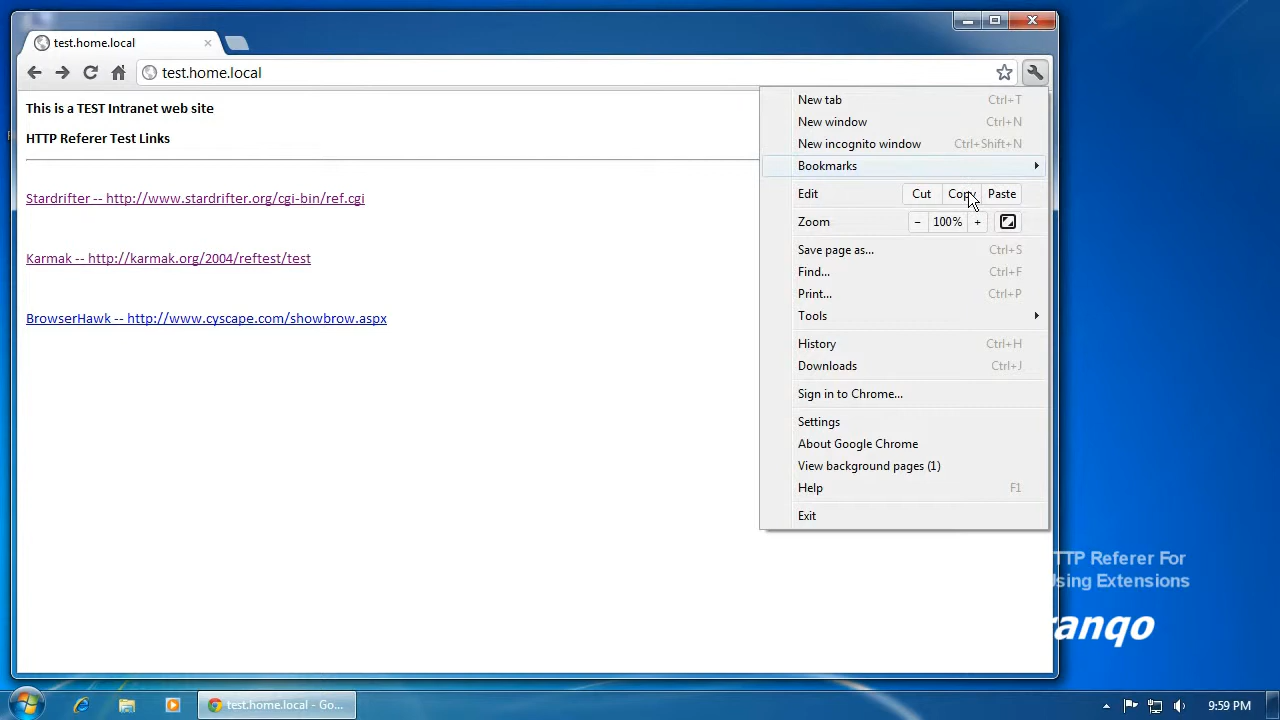 test.home.local
test.home.local
This is a TEST Intranet web site
HTTP Referer Test Links
Stardrifter -- http://www.stardrifter.org/cgi-bin/ref.cgi
Karmak -- http://karmak.org/2004/reftest/test
BrowserHawk -- http://www.cyscape.com/showbrow.aspx
New tab Ctrl+T
New window Ctrl+N
New incognito window Ctrl+Shift+N
Bookmarks
Edit Cut Copy Paste
Zoom − 100% +
Save page as... Ctrl+S
Find... Ctrl+F
Print... Ctrl+P
Tools
History Ctrl+H
Downloads Ctrl+J
Sign in to Chrome...
Settings
About Google Chrome
View background pages (1)
Help F1
Exit
TTP Referer For
Using Extensions
ranqo
test.home.local - Go...
9:59 PM